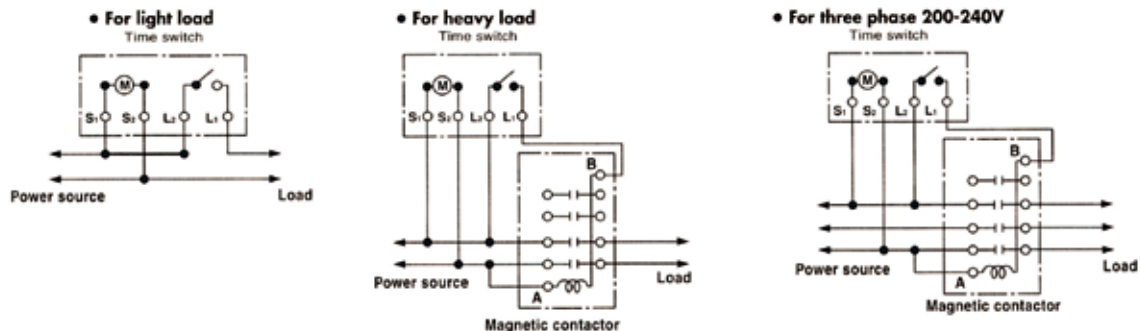 • For light load
Time switch
M
S₁ S₂ L₂ L₁
Power source
Load
• For heavy load
Time switch
M
S₁ S₂ L₂ L₁
B
A
Power source
Load
Magnetic contactor
• For three phase 200-240V
Time switch
M
S₁ S₂ L₂ L₁
B
A
Power source
Load
Magnetic contactor